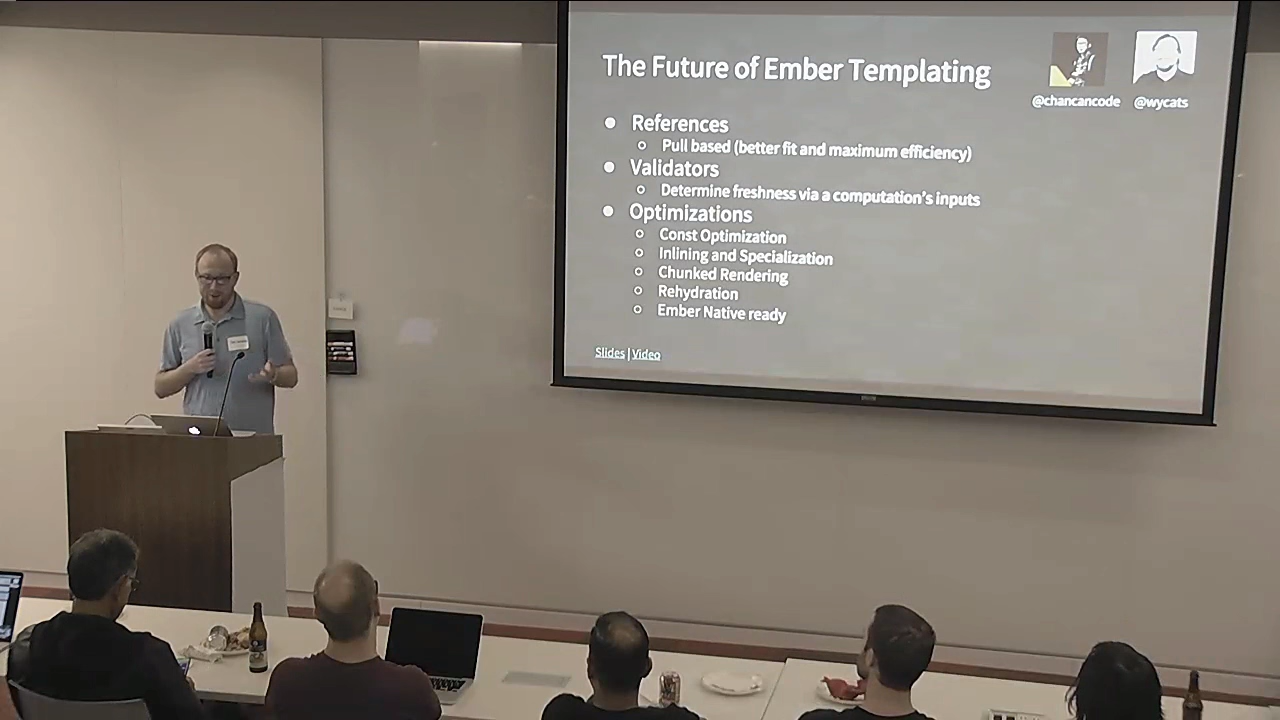 The Future of Ember Templating
@chancancode @wycats
References
Pull based (better fit and maximum efficiency)
Validators
Determine freshness via a computation's inputs
Optimizations
Const Optimization
Inlining and Specialization
Chunked Rendering
Rehydration
Ember Native ready
Slides | Video